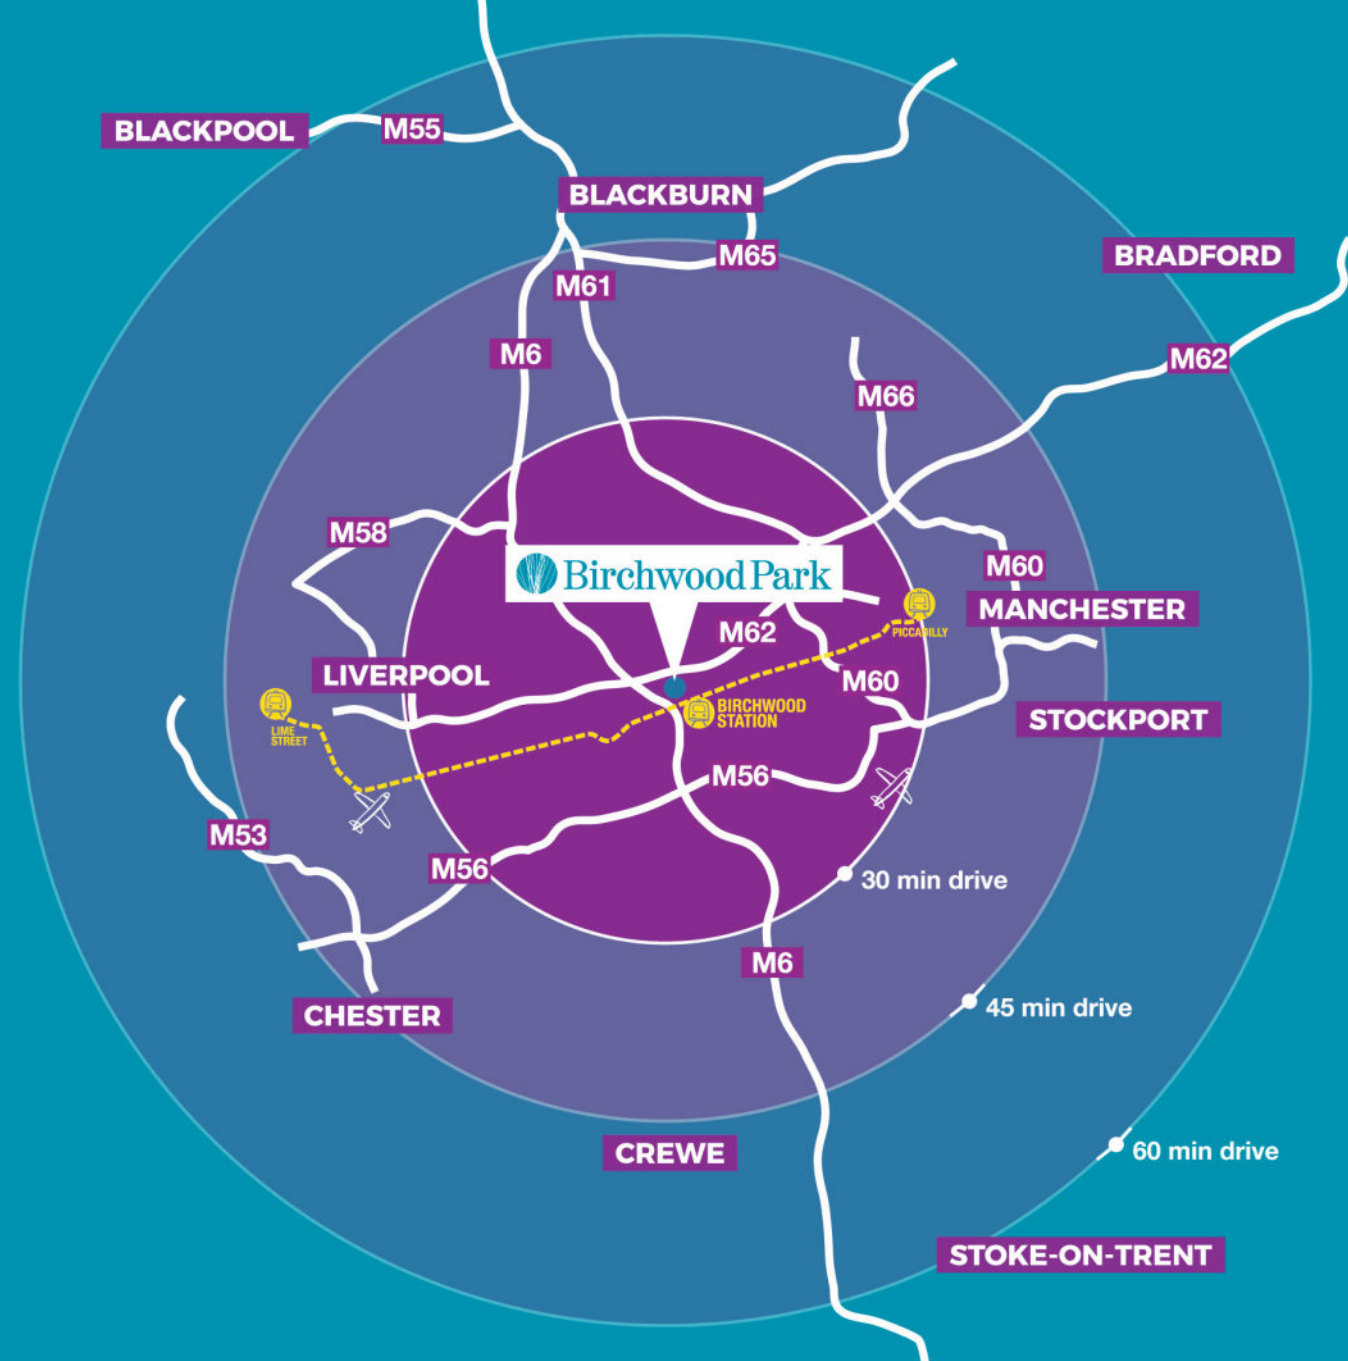 BLACKPOOL
M55
BLACKBURN
M65
BRADFORD
M61
M6
M62
M66
M58
M60
Birchwood Park
MANCHESTER
PICCADILLY
M62
LIVERPOOL
M60
LIME
STREET
BIRCHWOOD
STATION
STOCKPORT
M56
M53
M56
30 min drive
M6
45 min drive
CHESTER
CREWE
60 min drive
STOKE-ON-TRENT